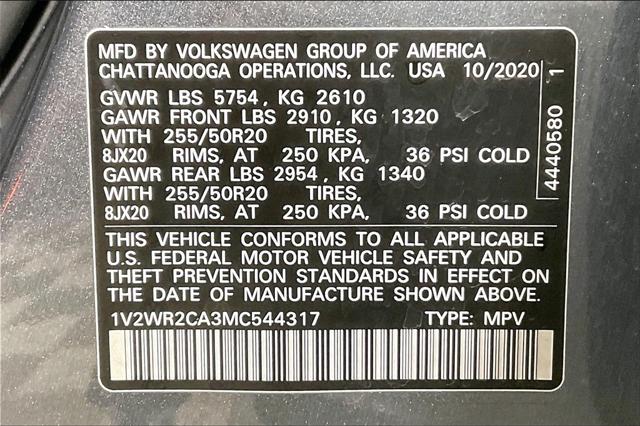 MFD BY VOLKSWAGEN GROUP OF AMERICA
CHATTANOOGA OPERATIONS, LLC. USA 10/2020
GVWR LBS 5754, KG 2610
GAWR FRONT LBS 2910, KG 1320
WITH 255/50R20 TIRES,
8JX20 RIMS, AT 250 KPA, 36 PSI COLD
GAWR REAR LBS 2954, KG 1340
WITH 255/50R20 TIRES,
8JX20 RIMS, AT 250 KPA, 36 PSI COLD
THIS VEHICLE CONFORMS TO ALL APPLICABLE
U.S. FEDERAL MOTOR VEHICLE SAFETY AND
THEFT PREVENTION STANDARDS IN EFFECT ON
THE DATE OF MANUFACTURE SHOWN ABOVE.
1V2WR2CA3MC544317 TYPE: MPV
4440580 1